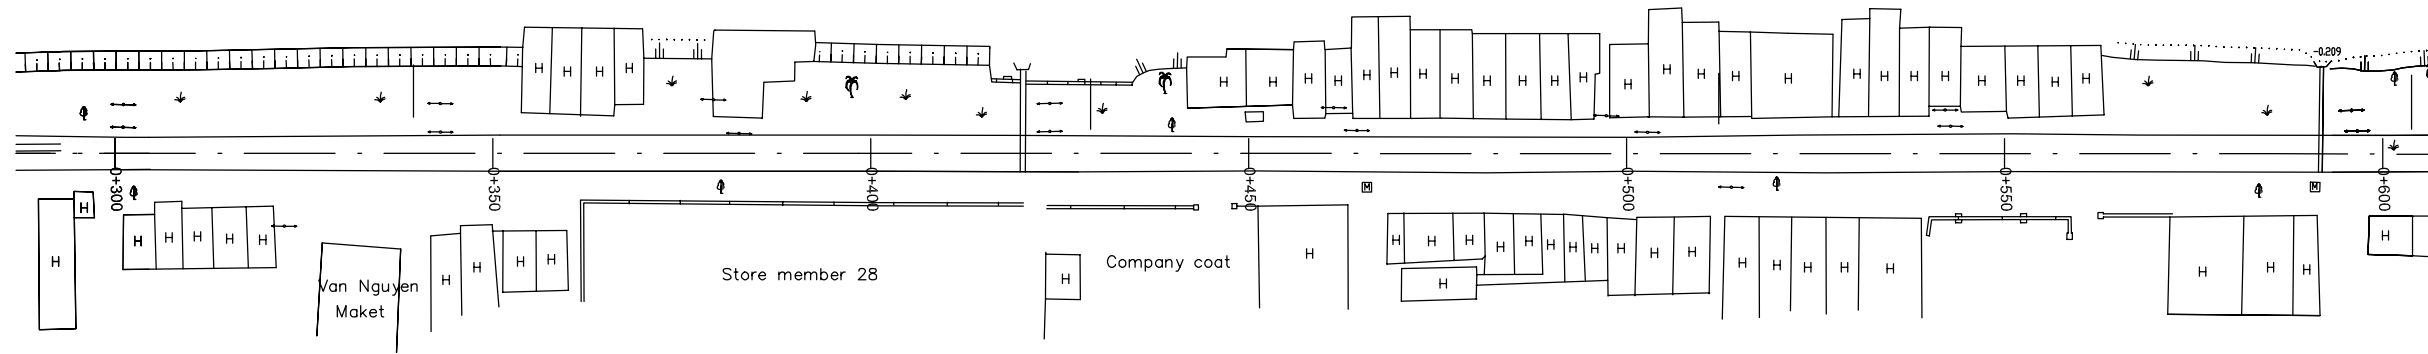 H H H H
H H H H H H H H H H H H H
H H H H H H H H H H H H H
-0.209
0+300 0+350 0+400 0+450 0+500 0+550 0+600
M M
H H H H H H H
H H H H
Van Nguyen
Maket
Store member 28
H
Company coat
H
H H H H H H H H H H H
H
H H H H H
H H H
H